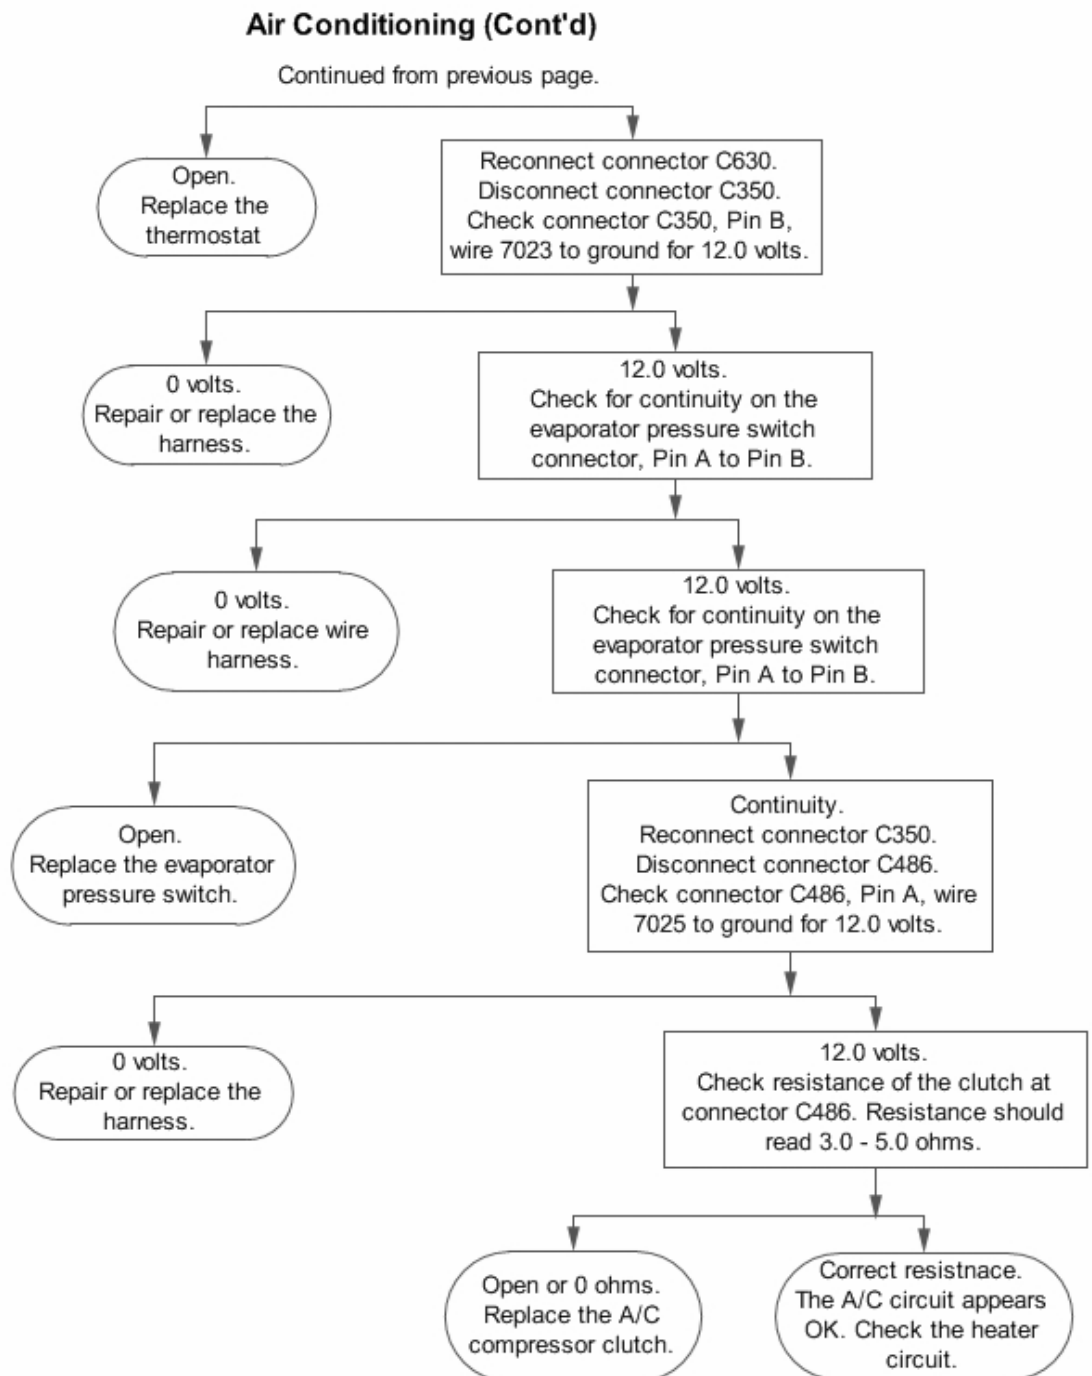 Air Conditioning (Cont'd)
Continued from previous page.
Open.
Replace the
thermostat
Reconnect connector C630.
Disconnect connector C350.
Check connector C350, Pin B,
wire 7023 to ground for 12.0 volts.
0 volts.
Repair or replace the
harness.
12.0 volts.
Check for continuity on the
evaporator pressure switch
connector, Pin A to Pin B.
0 volts.
Repair or replace wire
harness.
12.0 volts.
Check for continuity on the
evaporator pressure switch
connector, Pin A to Pin B.
Open.
Replace the evaporator
pressure switch.
Continuity.
Reconnect connector C350.
Disconnect connector C486.
Check connector C486, Pin A, wire
7025 to ground for 12.0 volts.
0 volts.
Repair or replace the
harness.
12.0 volts.
Check resistance of the clutch at
connector C486. Resistance should
read 3.0 - 5.0 ohms.
Open or 0 ohms.
Replace the A/C
compressor clutch.
Correct resistnace.
The A/C circuit appears
OK. Check the heater
circuit.